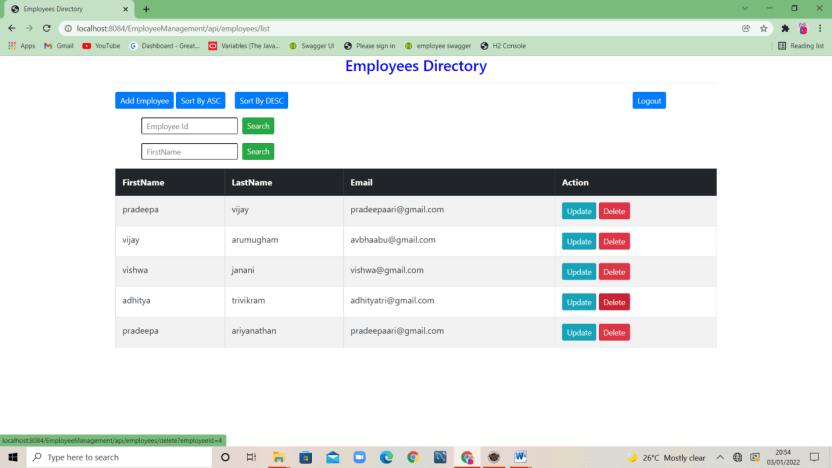 Employees Directory
localhost:8084/EmployeeManagement/api/employees/list
Apps Gmail YouTube Dashboard - Great... Variables (The Java... Swagger UI Please sign in employee swagger H2 Console Reading list
Employees Directory
Add Employee Sort By ASC Sort By DESC Logout
Employee Id Search
FirstName Search
FirstName LastName Email Action
pradeepa vijay pradeepaari@gmail.com Update Delete
vijay arumugham avbhaabu@gmail.com Update Delete
vishwa janani vishwa@gmail.com Update Delete
adhitya trivikram adhityatri@gmail.com Update Delete
pradeepa ariyanathan pradeepaari@gmail.com Update Delete
localhost:8084/EmployeeManagement/api/employees/delete?employeeId=4
Type here to search 26°C Mostly clear 20:54
03/01/2022